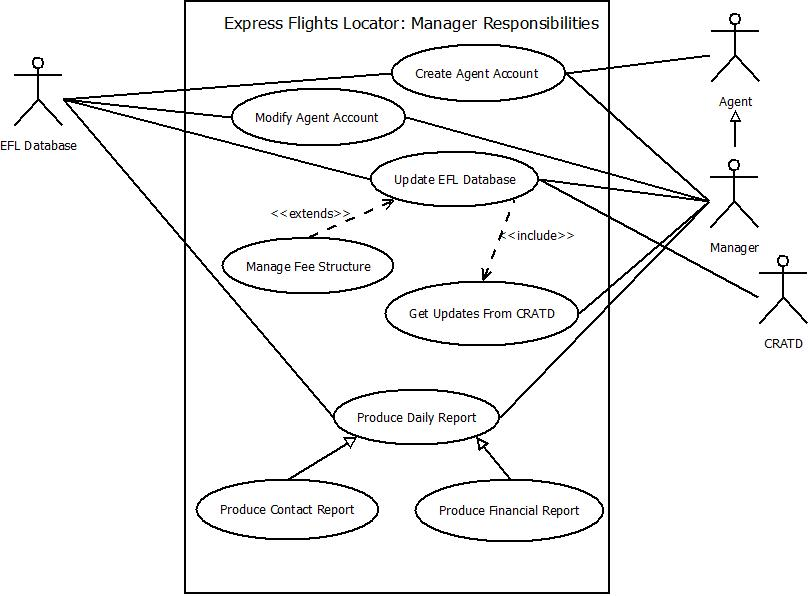 Express Flights Locator: Manager Responsibilities
Create Agent Account
Agent
EFL Database
Modify Agent Account
Update EFL Database
<<extends>>
<<include>>
Manager
Manage Fee Structure
Get Updates From CRATD
CRATD
Produce Daily Report
Produce Contact Report
Produce Financial Report